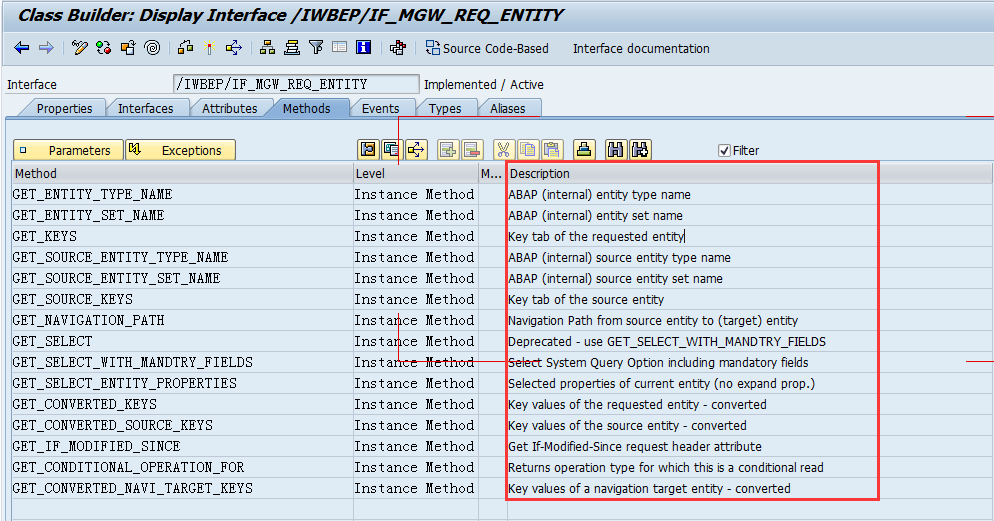 Class Builder: Display Interface /IWBEP/IF_MGW_REQ_ENTITY
Source Code-Based Interface documentation
Interface /IWBEP/IF_MGW_REQ_ENTITY Implemented / Active
Properties Interfaces Attributes Methods Events Types Aliases
Parameters Exceptions Filter
Method Level M... Description
GET_ENTITY_TYPE_NAME Instance Method ABAP (internal) entity type name
GET_ENTITY_SET_NAME Instance Method ABAP (internal) entity set name
GET_KEYS Instance Method Key tab of the requested entity
GET_SOURCE_ENTITY_TYPE_NAME Instance Method ABAP (internal) source entity type name
GET_SOURCE_ENTITY_SET_NAME Instance Method ABAP (internal) source entity set name
GET_SOURCE_KEYS Instance Method Key tab of the source entity
GET_NAVIGATION_PATH Instance Method Navigation Path from source entity to (target) entity
GET_SELECT Instance Method Deprecated - use GET_SELECT_WITH_MANDTRY_FIELDS
GET_SELECT_WITH_MANDTRY_FIELDS Instance Method Select System Query Option including mandatory fields
GET_SELECT_ENTITY_PROPERTIES Instance Method Selected properties of current entity (no expand prop.)
GET_CONVERTED_KEYS Instance Method Key values of the requested entity - converted
GET_CONVERTED_SOURCE_KEYS Instance Method Key values of the source entity - converted
GET_IF_MODIFIED_SINCE Instance Method Get If-Modified-Since request header attribute
GET_CONDITIONAL_OPERATION_FOR Instance Method Returns operation type for which this is a conditional read
GET_CONVERTED_NAVI_TARGET_KEYS Instance Method Key values of a navigation target entity - converted